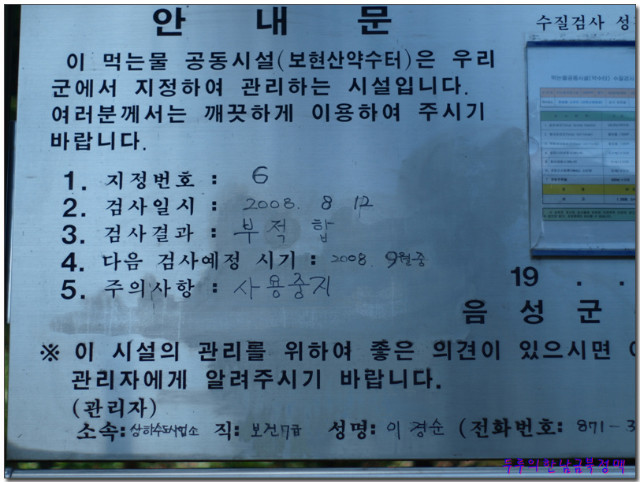 안 내 문
수질검사 성
이 먹는물 공동시설(보현산약수터)은 우리
군에서 지정하여 관리하는 시설입니다.
여러분께서는 깨끗하게 이용하여 주시기
바랍니다.
1. 지정번호 : 6
2. 검사일시 : 2008. 8 12
3. 검사결과 : 부적합
4. 다음 검사예정 시기 : 2008. 9월중
5. 주의사항 : 사용중지
19 . .
음 성 군
※ 이 시설의 관리를 위하여 좋은 의견이 있으시면
관리자에게 알려주시기 바랍니다.
(관리자)
소속: 상하수도사업소 직: 보건7급 성명: 이경순 (전화번호: 871-3